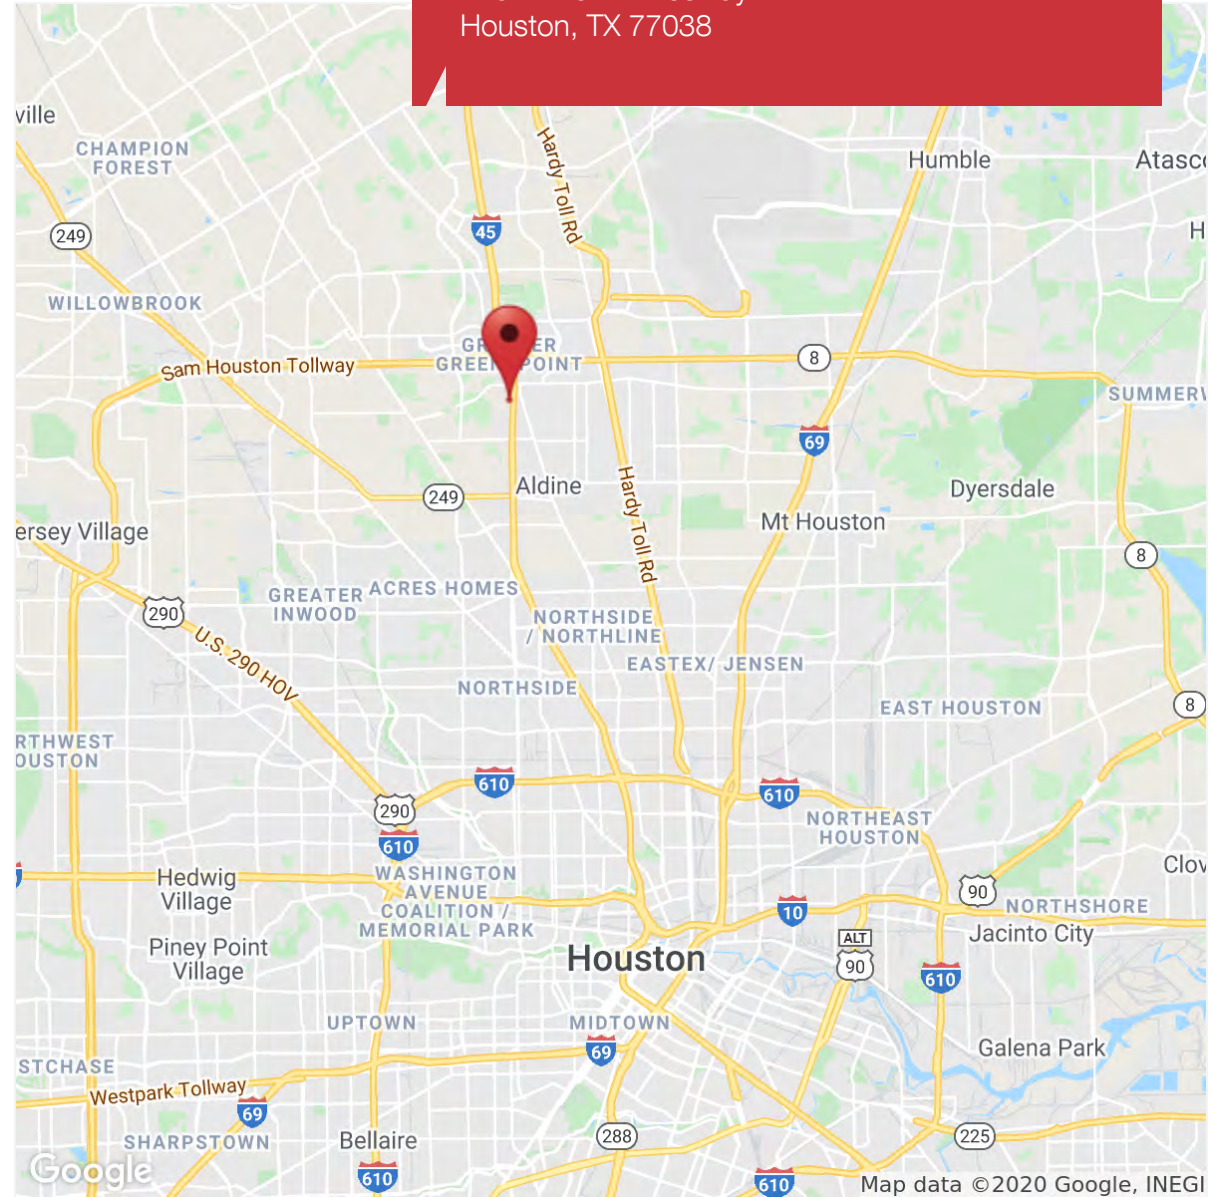 Houston, TX 77038
ville
CHAMPION
FOREST
Hardy Toll Rd
Humble
Atasc
249
45
H
WILLOWBROOK
Sam Houston Tollway
8
SUMMERW
69
Aldine
249
Hardy Toll Rd
Dyersdale
Mt Houston
ersey Village
8
GREATER
INWOOD
ACRES HOMES
290
NORTHSIDE
/ NORTHLINE
U.S. 290 HOV
EASTEX/ JENSEN
NORTHSIDE
EAST HOUSTON
8
RTHWEST
OUSTON
610
610
290
NORTHEAST
HOUSTON
610
Hedwig
Village
WASHINGTON
AVENUE
COALITION /
MEMORIAL PARK
Clov
90
10
NORTHSHORE
Jacinto City
Piney Point
Village
Houston
ALT
90
610
UPTOWN
MIDTOWN
69
Galena Park
STCHASE
Westpark Tollway
69
SHARPSTOWN
Bellaire
288
225
Google
610
610
Map data ©2020 Google, INEGI